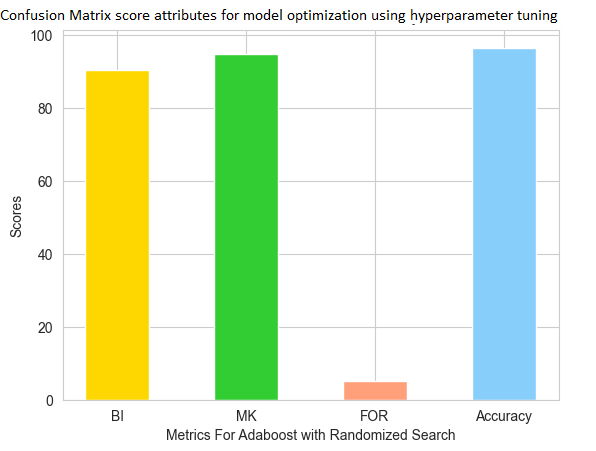 Confusion Matrix score attributes for model optimization using hyperparameter tuning
100
80
60
40
20
0
Scores
BI MK FOR Accuracy
Metrics For Adaboost with Randomized Search